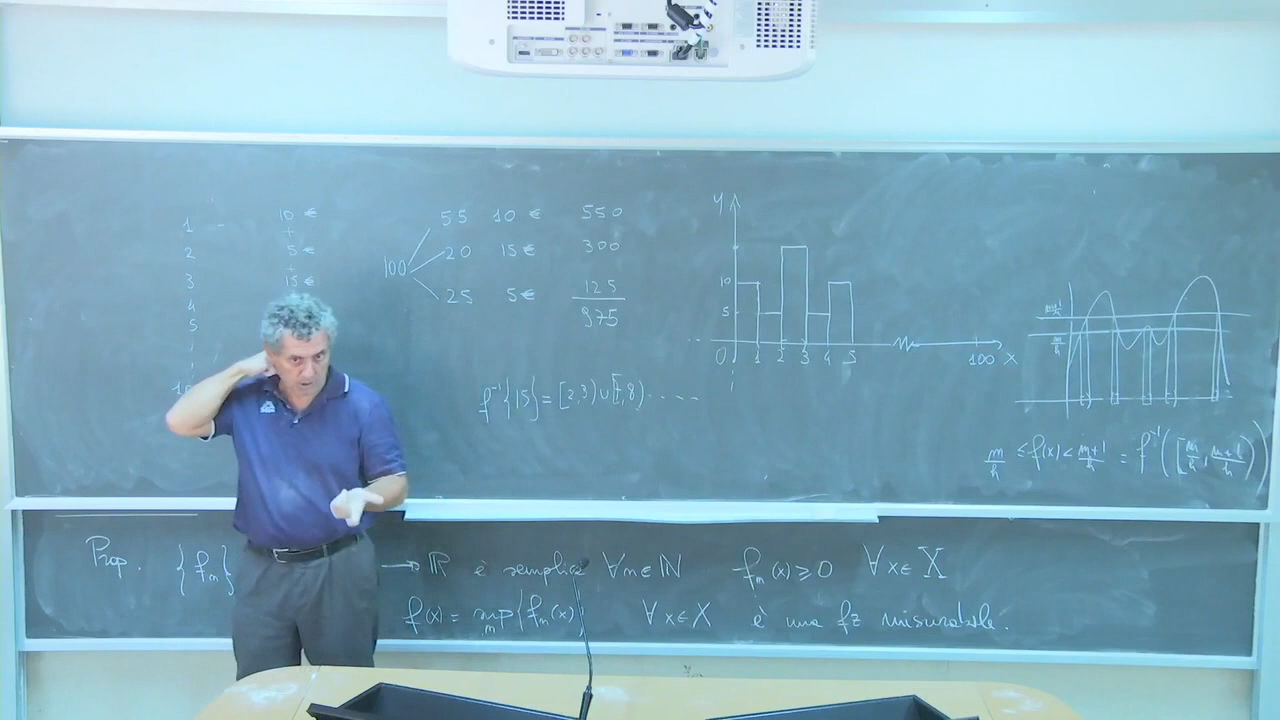 1 - 10 €
+
2 5 €
+
3 15 €
4
5
100
55 10 € 550
20 15 € 300
25 5 € 125
975
y
10
5
0 1 2 3 4 5 100 x
f⁻¹{15} = [2,3) ∪ [7,8) .....
m+1/n
m/n
m/n ≤ f(x) < m+1/n = f⁻¹([m/n, m+1/n))
Prop. {fₙ} → ℝ è semplice ∀n∈ℕ fₙ(x) ≥ 0 ∀x∈X
f(x) = supₙ{fₙ(x)} ∀x∈X è una fz misurabile.